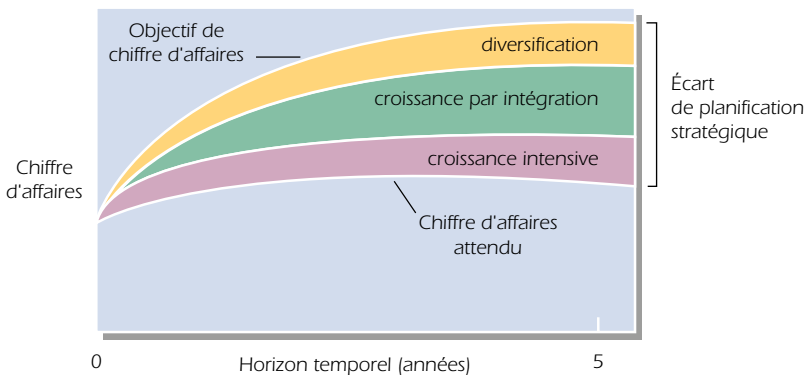 Objectif de
chiffre d'affaires
diversification
croissance par intégration
croissance intensive
Écart
de planification
stratégique
Chiffre
d'affaires
Chiffre d'affaires
attendu
0
Horizon temporel (années)
5